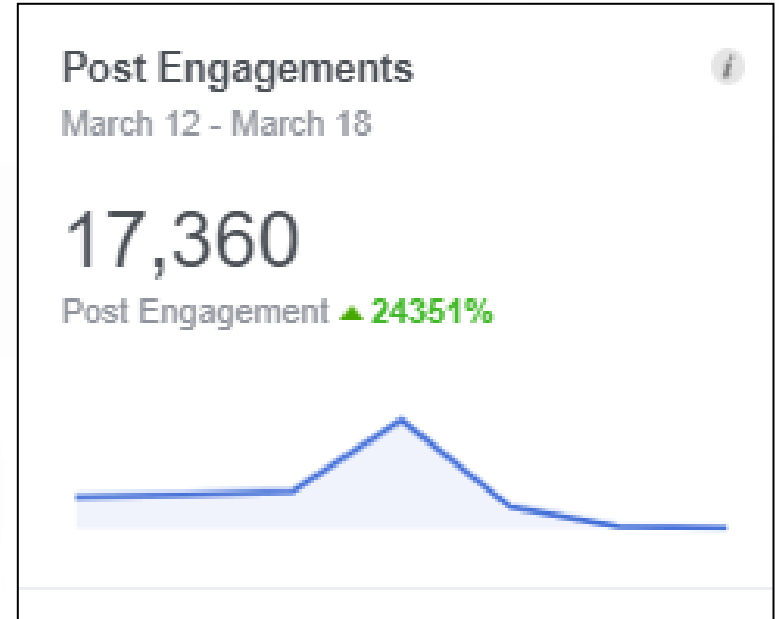 Post Engagements
i
March 12 - March 18
17,360
Post Engagement ▲ 24351%